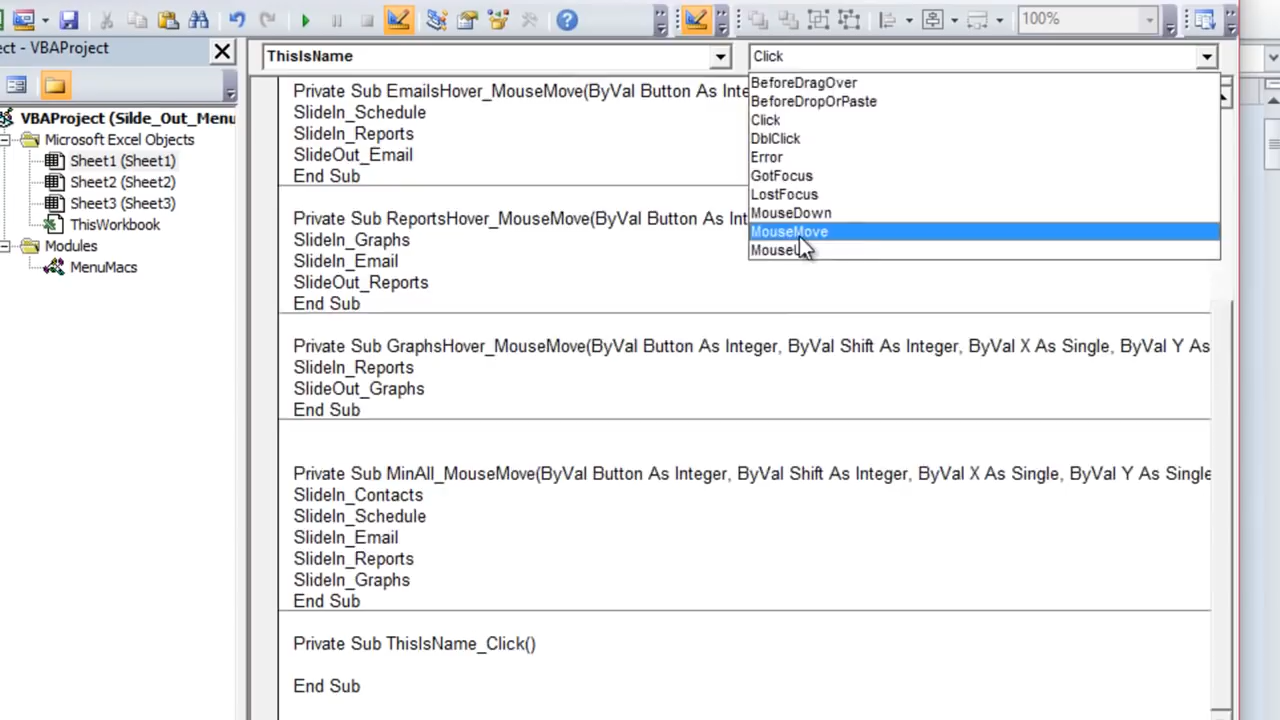 100%
ct - VBAProject
ThisIsName
Click
VBAProject (Silde_Out_Menu
Microsoft Excel Objects
Sheet1 (Sheet1)
Sheet2 (Sheet2)
Sheet3 (Sheet3)
ThisWorkbook
Modules
MenuMacs
BeforeDragOver
BeforeDropOrPaste
Click
DblClick
Error
GotFocus
LostFocus
MouseDown
MouseMove
Private Sub EmailsHover_MouseMove(ByVal Button As Inte
SlideIn_Schedule
SlideIn_Reports
SlideOut_Email
End Sub
Private Sub ReportsHover_MouseMove(ByVal Button As Int
SlideIn_Graphs
SlideIn_Email
SlideOut_Reports
End Sub
Private Sub GraphsHover_MouseMove(ByVal Button As Integer, ByVal Shift As Integer, ByVal X As Single, ByVal Y As
SlideIn_Reports
SlideOut_Graphs
End Sub
Private Sub MinAll_MouseMove(ByVal Button As Integer, ByVal Shift As Integer, ByVal X As Single, ByVal Y As Single
SlideIn_Contacts
SlideIn_Schedule
SlideIn_Email
SlideIn_Reports
SlideIn_Graphs
End Sub
Private Sub ThisIsName_Click()
End Sub